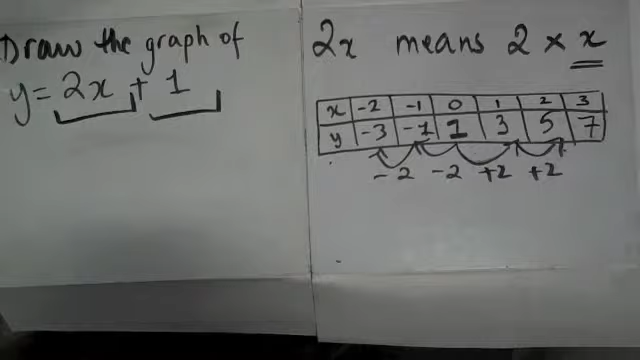 Draw the graph of
y = 2x + 1
2x means 2 × x
x -2 -1 0 1 2 3
y -3 -1 1 3 5 7
-2 -2 +2 +2